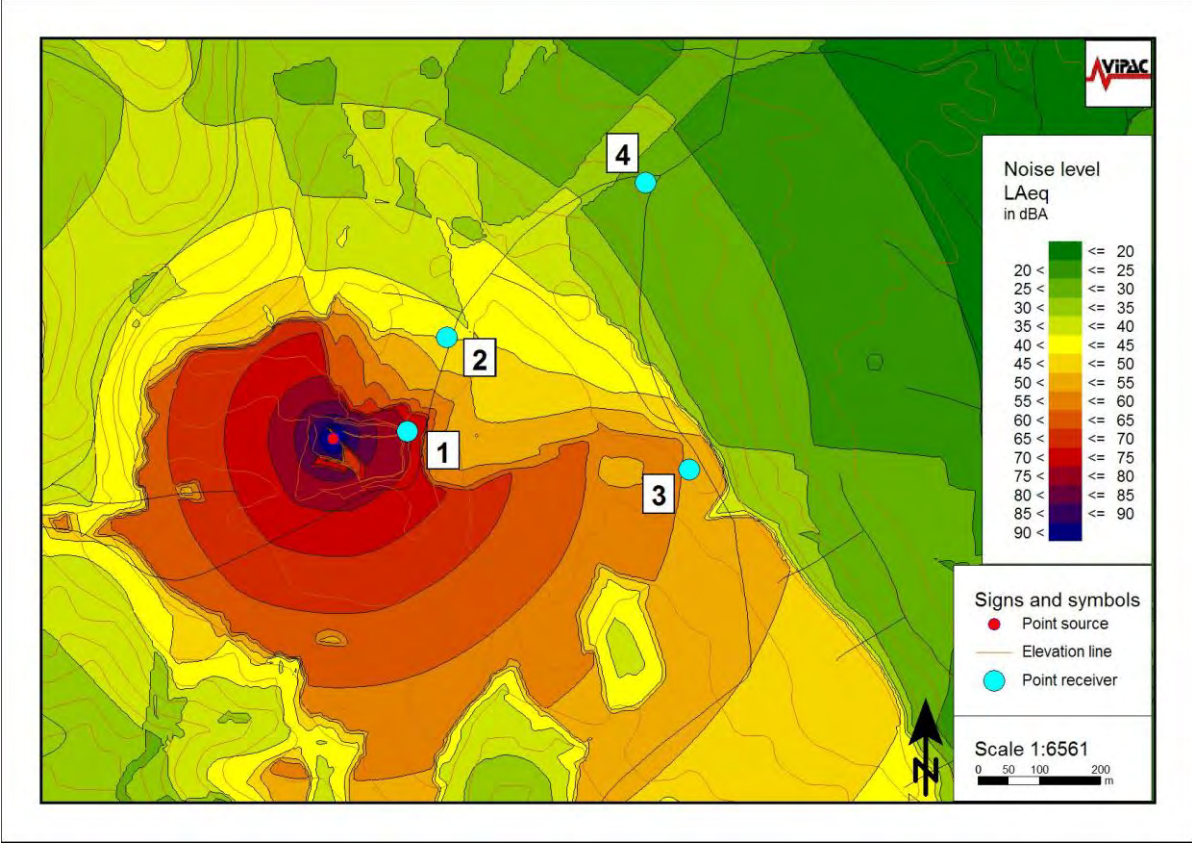 VIPAC
4
2
1
3
Noise level
LAeq
in dBA
<= 20
20 < <= 25
25 < <= 30
30 < <= 35
35 < <= 40
40 < <= 45
45 < <= 50
50 < <= 55
55 < <= 60
60 < <= 65
65 < <= 70
70 < <= 75
75 < <= 80
80 < <= 85
85 < <= 90
90 <
Signs and symbols
Point source
Elevation line
Point receiver
N
Scale 1:6561
0 50 100 200
m